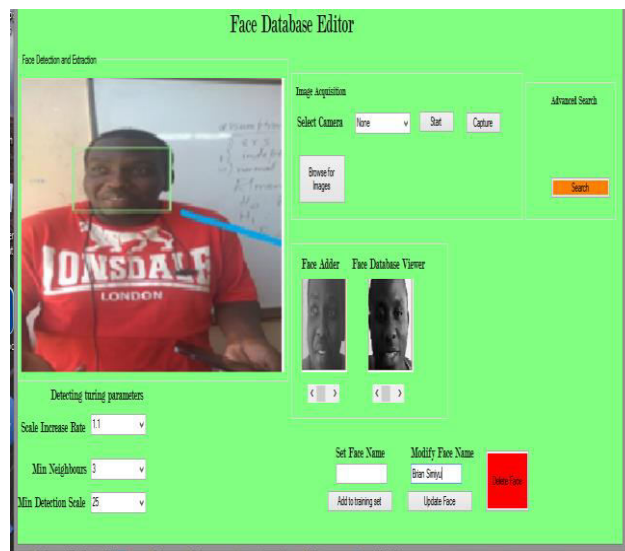 Face Database Editor
Face Detection and Extraction
Image Acquisition
Select Camera None Start Capture
Browse for
Images
Advanced Search
Search
LONSDALE
LONDON
Face Adder Face Database Viewer
Detecting turing parameters
Scale Increase Rate 1.1
Min Neighbours 3
Min Detection Scale 25
Set Face Name Modify Face Name
Brian Simiyu
Add to training set Update Face
Delete Face